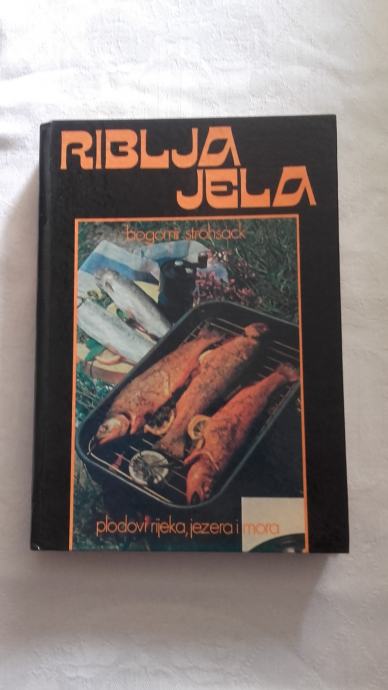 RIBLJA
JELA
bogomir strohsack
plodovi rijeka, jezera i mora